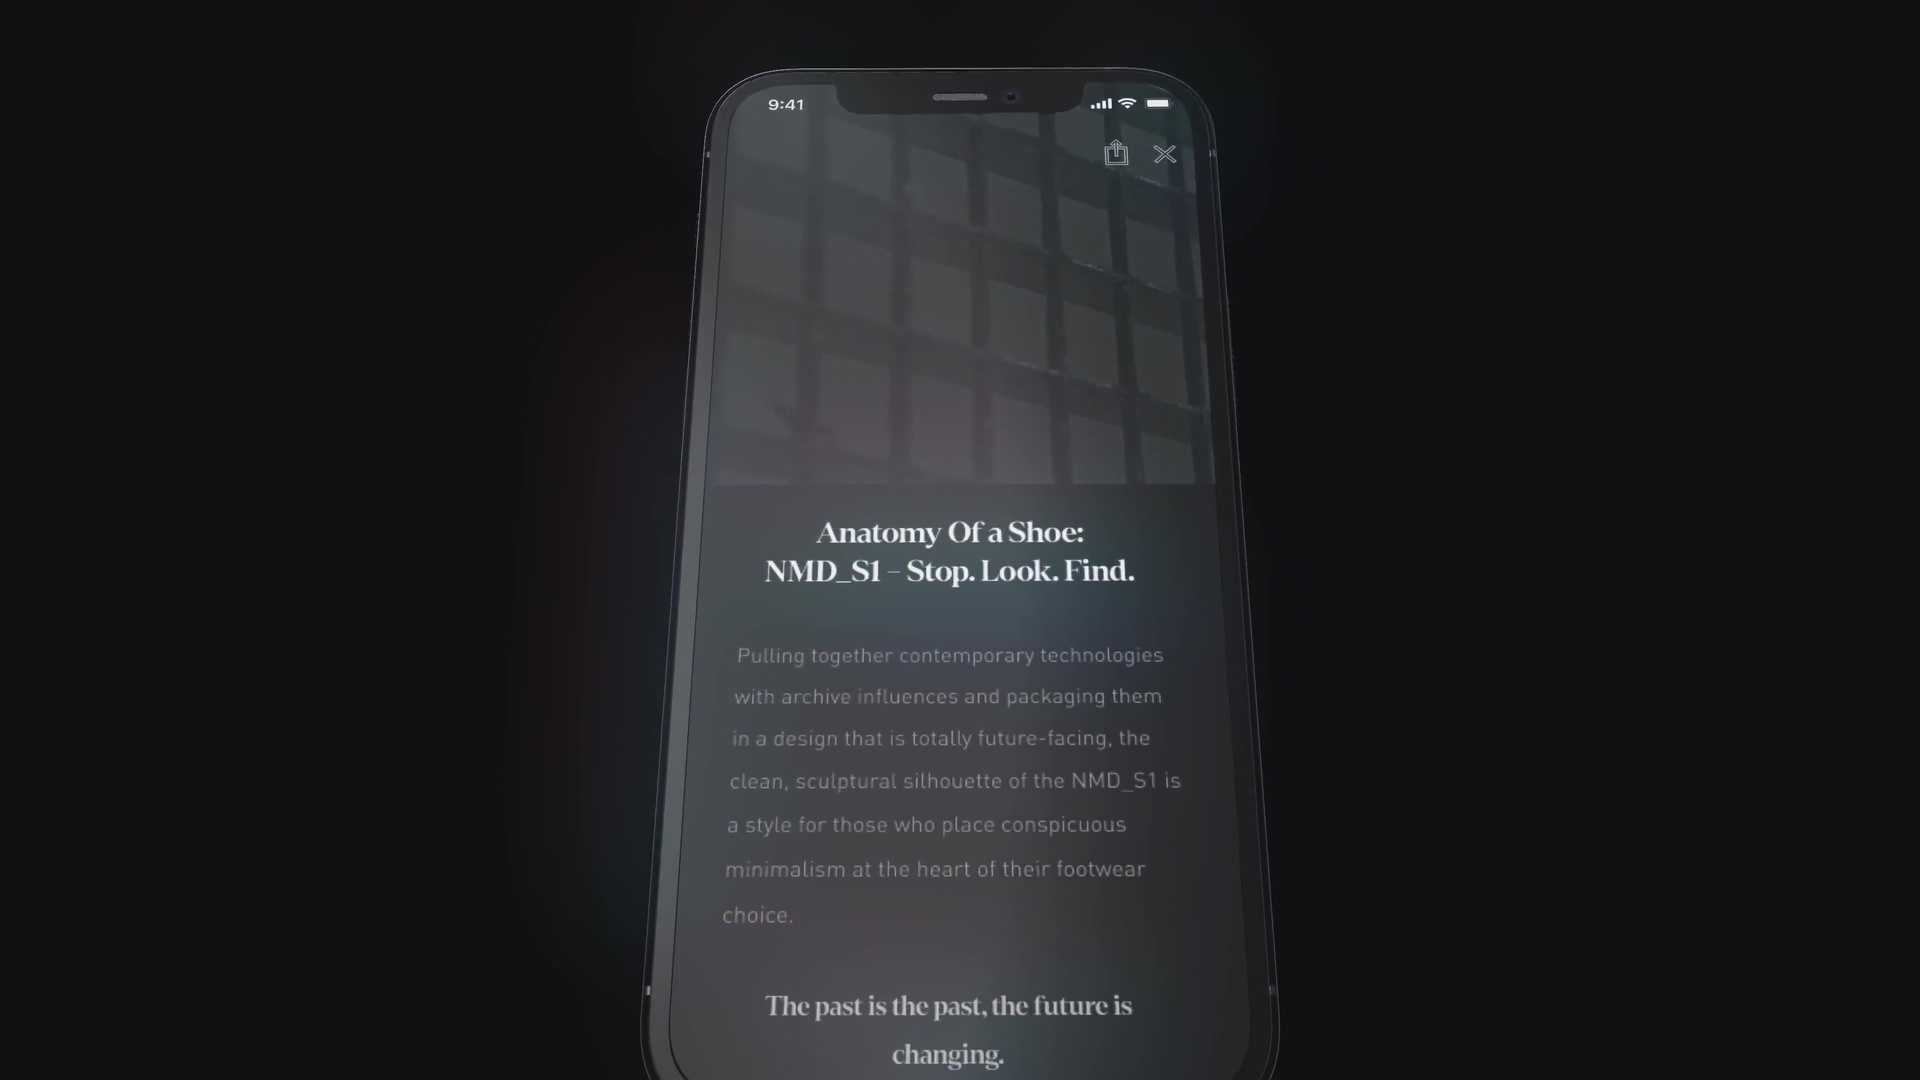 9:41
Anatomy Of a Shoe:
NMD_S1 – Stop. Look. Find.
Pulling together contemporary technologies
with archive influences and packaging them
in a design that is totally future-facing, the
clean, sculptural silhouette of the NMD_S1 is
a style for those who place conspicuous
minimalism at the heart of their footwear
choice.
The past is the past, the future is
changing.